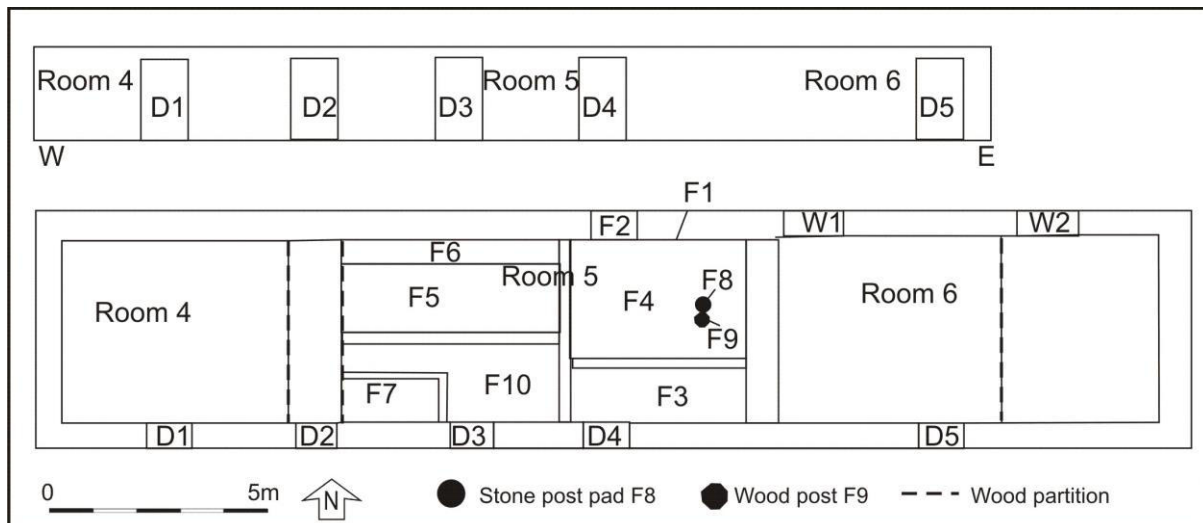 Room 4
D1
D2
D3
Room 5
D4
Room 6
D5
W
E
F1
F2
W1
W2
F6
Room 5
F5
F4
F8
F9
Room 4
Room 6
F7
F10
F3
D1
D2
D3
D4
D5
0
5m
N
Stone post pad F8
Wood post F9
Wood partition